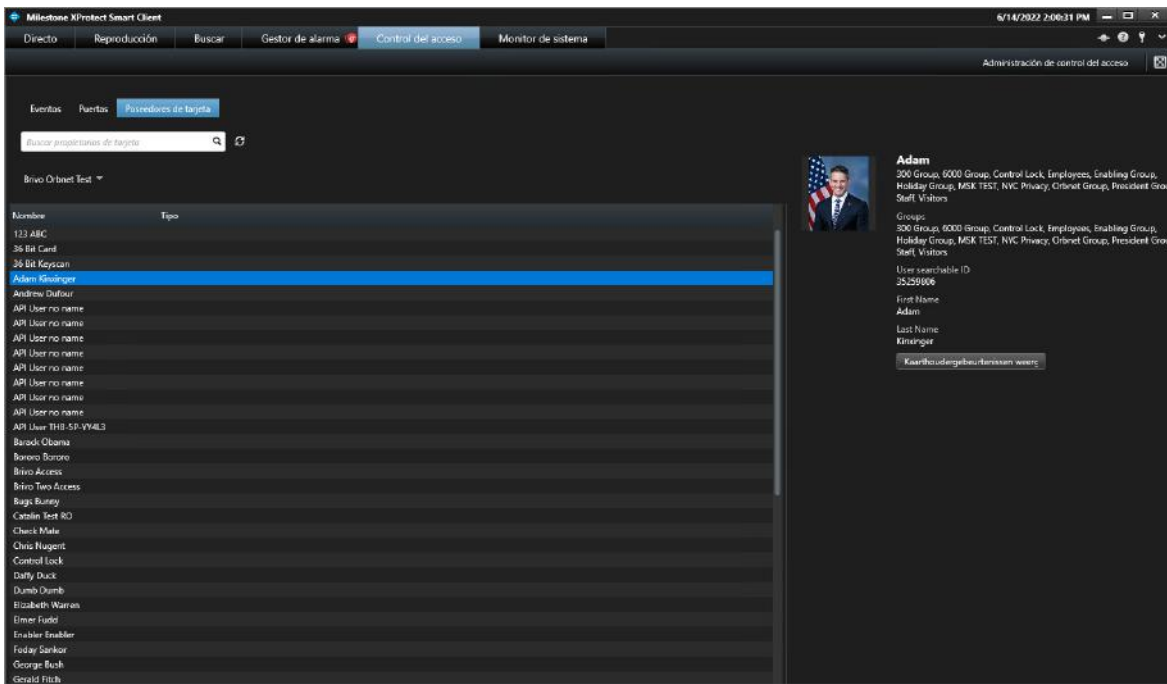 Milestone XProtect Smart Client
6/14/2022 2:00:31 PM
Directo Reproducción Buscar Gestor de alarma Control del acceso Monitor de sistema
Administración de control del acceso
Eventos Puertas Poseedores de tarjeta
Buscar propietarios de tarjeta
Brivo Orbnet Test
Nombre Tipo
123 ABC
36 Bit Card
36 Bit Keyscan
Adam Kinxinger
Andrew Dufour
API User no name
API User no name
API User no name
API User no name
API User no name
API User no name
API User no name
API User no name
API User TH8-5P-VY4L3
Barack Obama
Bororo Bororo
Brivo Access
Brivo Two Access
Bugs Bunny
Catalin Test RO
Check Mate
Chris Nugent
Control Lock
Daffy Duck
Dumb Dumb
Elizabeth Warren
Elmer Fudd
Enabler Enabler
Foday Sankor
George Bush
Gerald Fitch
Adam
300 Group, 6000 Group, Control Lock, Employees, Enabling Group,
Holiday Group, MSK TEST, NYC Privacy, Orbnet Group, President Gro
Staff, Visitors
Groups
300 Group, 6000 Group, Control Lock, Employees, Enabling Group,
Holiday Group, MSK TEST, NYC Privacy, Orbnet Group, President Gro
Staff, Visitors
User searchable ID
35259806
First Name
Adam
Last Name
Kinxinger
Kaarthoudergebeurtenissen weerg